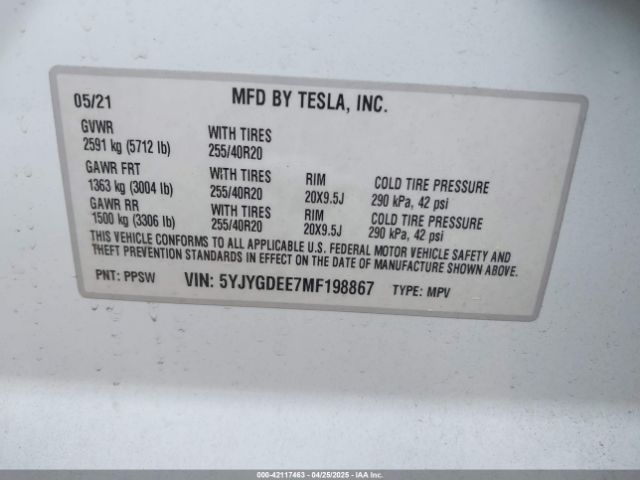 05/21 MFD BY TESLA, INC.
GVWR
2591 kg (5712 lb) WITH TIRES 255/40R20
GAWR FRT
1363 kg (3004 lb) WITH TIRES 255/40R20 RIM 20X9.5J COLD TIRE PRESSURE 290 kPa, 42 psi
GAWR RR
1500 kg (3306 lb) WITH TIRES 255/40R20 RIM 20X9.5J COLD TIRE PRESSURE 290 kPa, 42 psi
THIS VEHICLE CONFORMS TO ALL APPLICABLE U.S. FEDERAL MOTOR VEHICLE SAFETY AND
THEFT PREVENTION STANDARDS IN EFFECT ON THE DATE OF MANUFACTURE SHOWN ABOVE.
PNT: PPSW VIN: 5YJYGDEE7MF198867 TYPE: MPV
000-42117463 - 04/25/2025 - IAA, Inc.